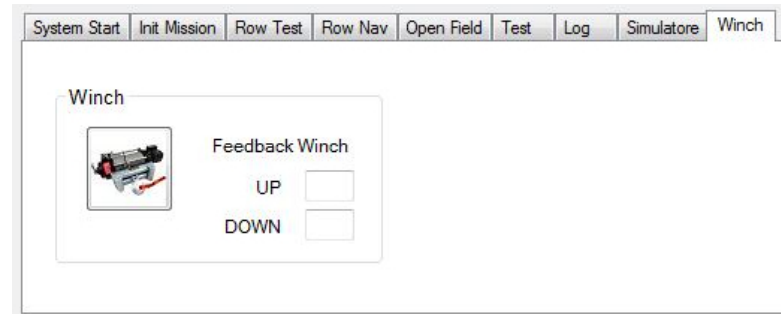 System Start Init Mission Row Test Row Nav Open Field Test Log Simulatore Winch
Winch
Feedback Winch
UP
DOWN